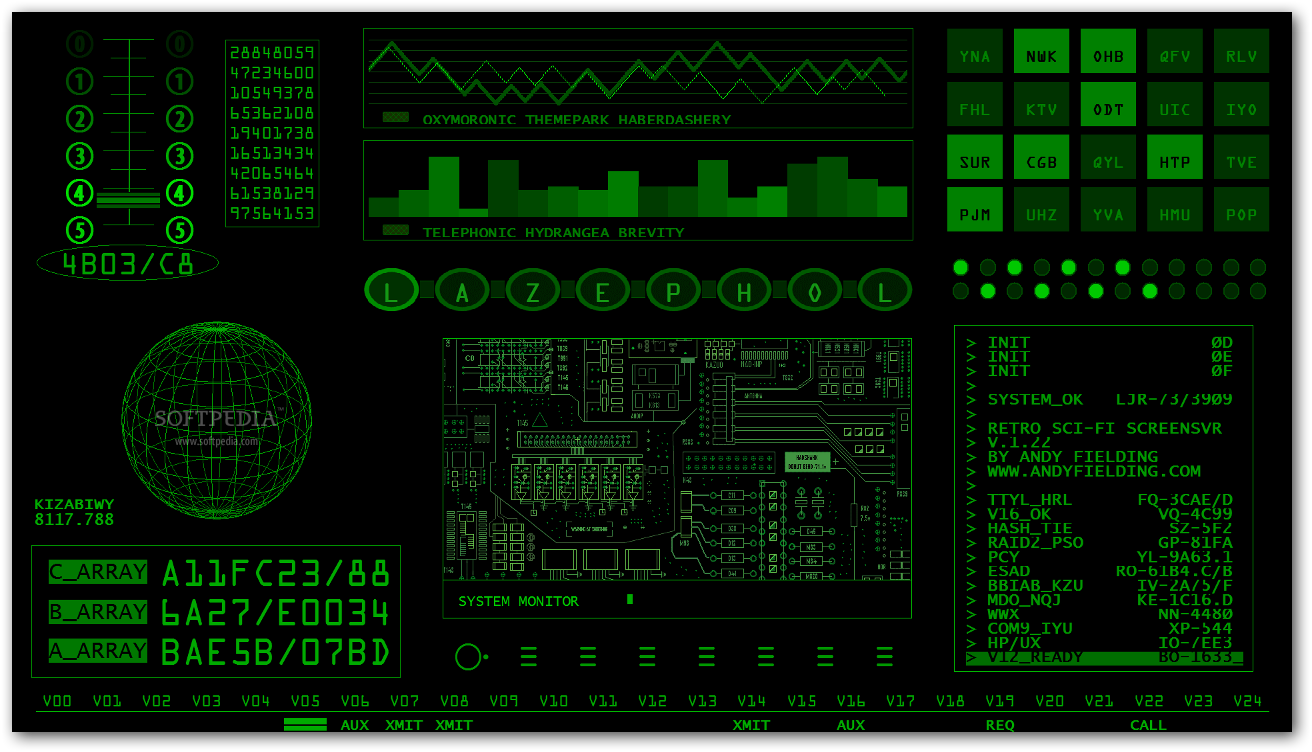 0 0
1 1
2 2
3 3
4 4
5 5
4B03/C8
28848059
47234600
10549378
65362108
19401738
16513434
42065464
61538129
97564153
OXYMORONIC THEMEPARK HABERDASHERY
TELEPHONIC HYDRANGEA BREVITY
YNA NWK OHB QFV RLV
FHL KTV ODT UIC IYO
SUR CGB QYL HTP TVE
PJM UHZ YVA HMU POP
L A Z E P H O L
SOFTPEDIA
www.softpedia.com
KIZABIWY
8117.788
C_ARRAY A11FC23/88
B_ARRAY 6A27/E0034
A_ARRAY BAE5B/07BD
SYSTEM MONITOR
> INIT ØD
> INIT ØE
> INIT ØF
>
> SYSTEM_OK LJR-73/39Ø9
>
> RETRO SCI-FI SCREENSVR
> V.1.22
> BY ANDY FIELDING
> WWW.ANDYFIELDING.COM
>
> TTYL_HRL FQ-3CAE/D
> V16_OK VQ-4C99
> HASH_TIE SZ-5F2
> RAID2_PSO GP-81FA
> PCY YL-9A63.1
> ESAD RO-61B4.C/B
> BBIAB_KZU IV-2A/5/F
> MDO_NQJ KE-1C16.D
> WWX NN-448Ø
> COM9_IYU XP-544
> HP/UX IO-7EE3
> V12_READY BO-1633_
V00 V01 V02 V03 V04 V05 V06 V07 V08 V09 V10 V11 V12 V13 V14 V15 V16 V17 V18 V19 V20 V21 V22 V23 V24
AUX XMIT XMIT XMIT AUX REQ CALL